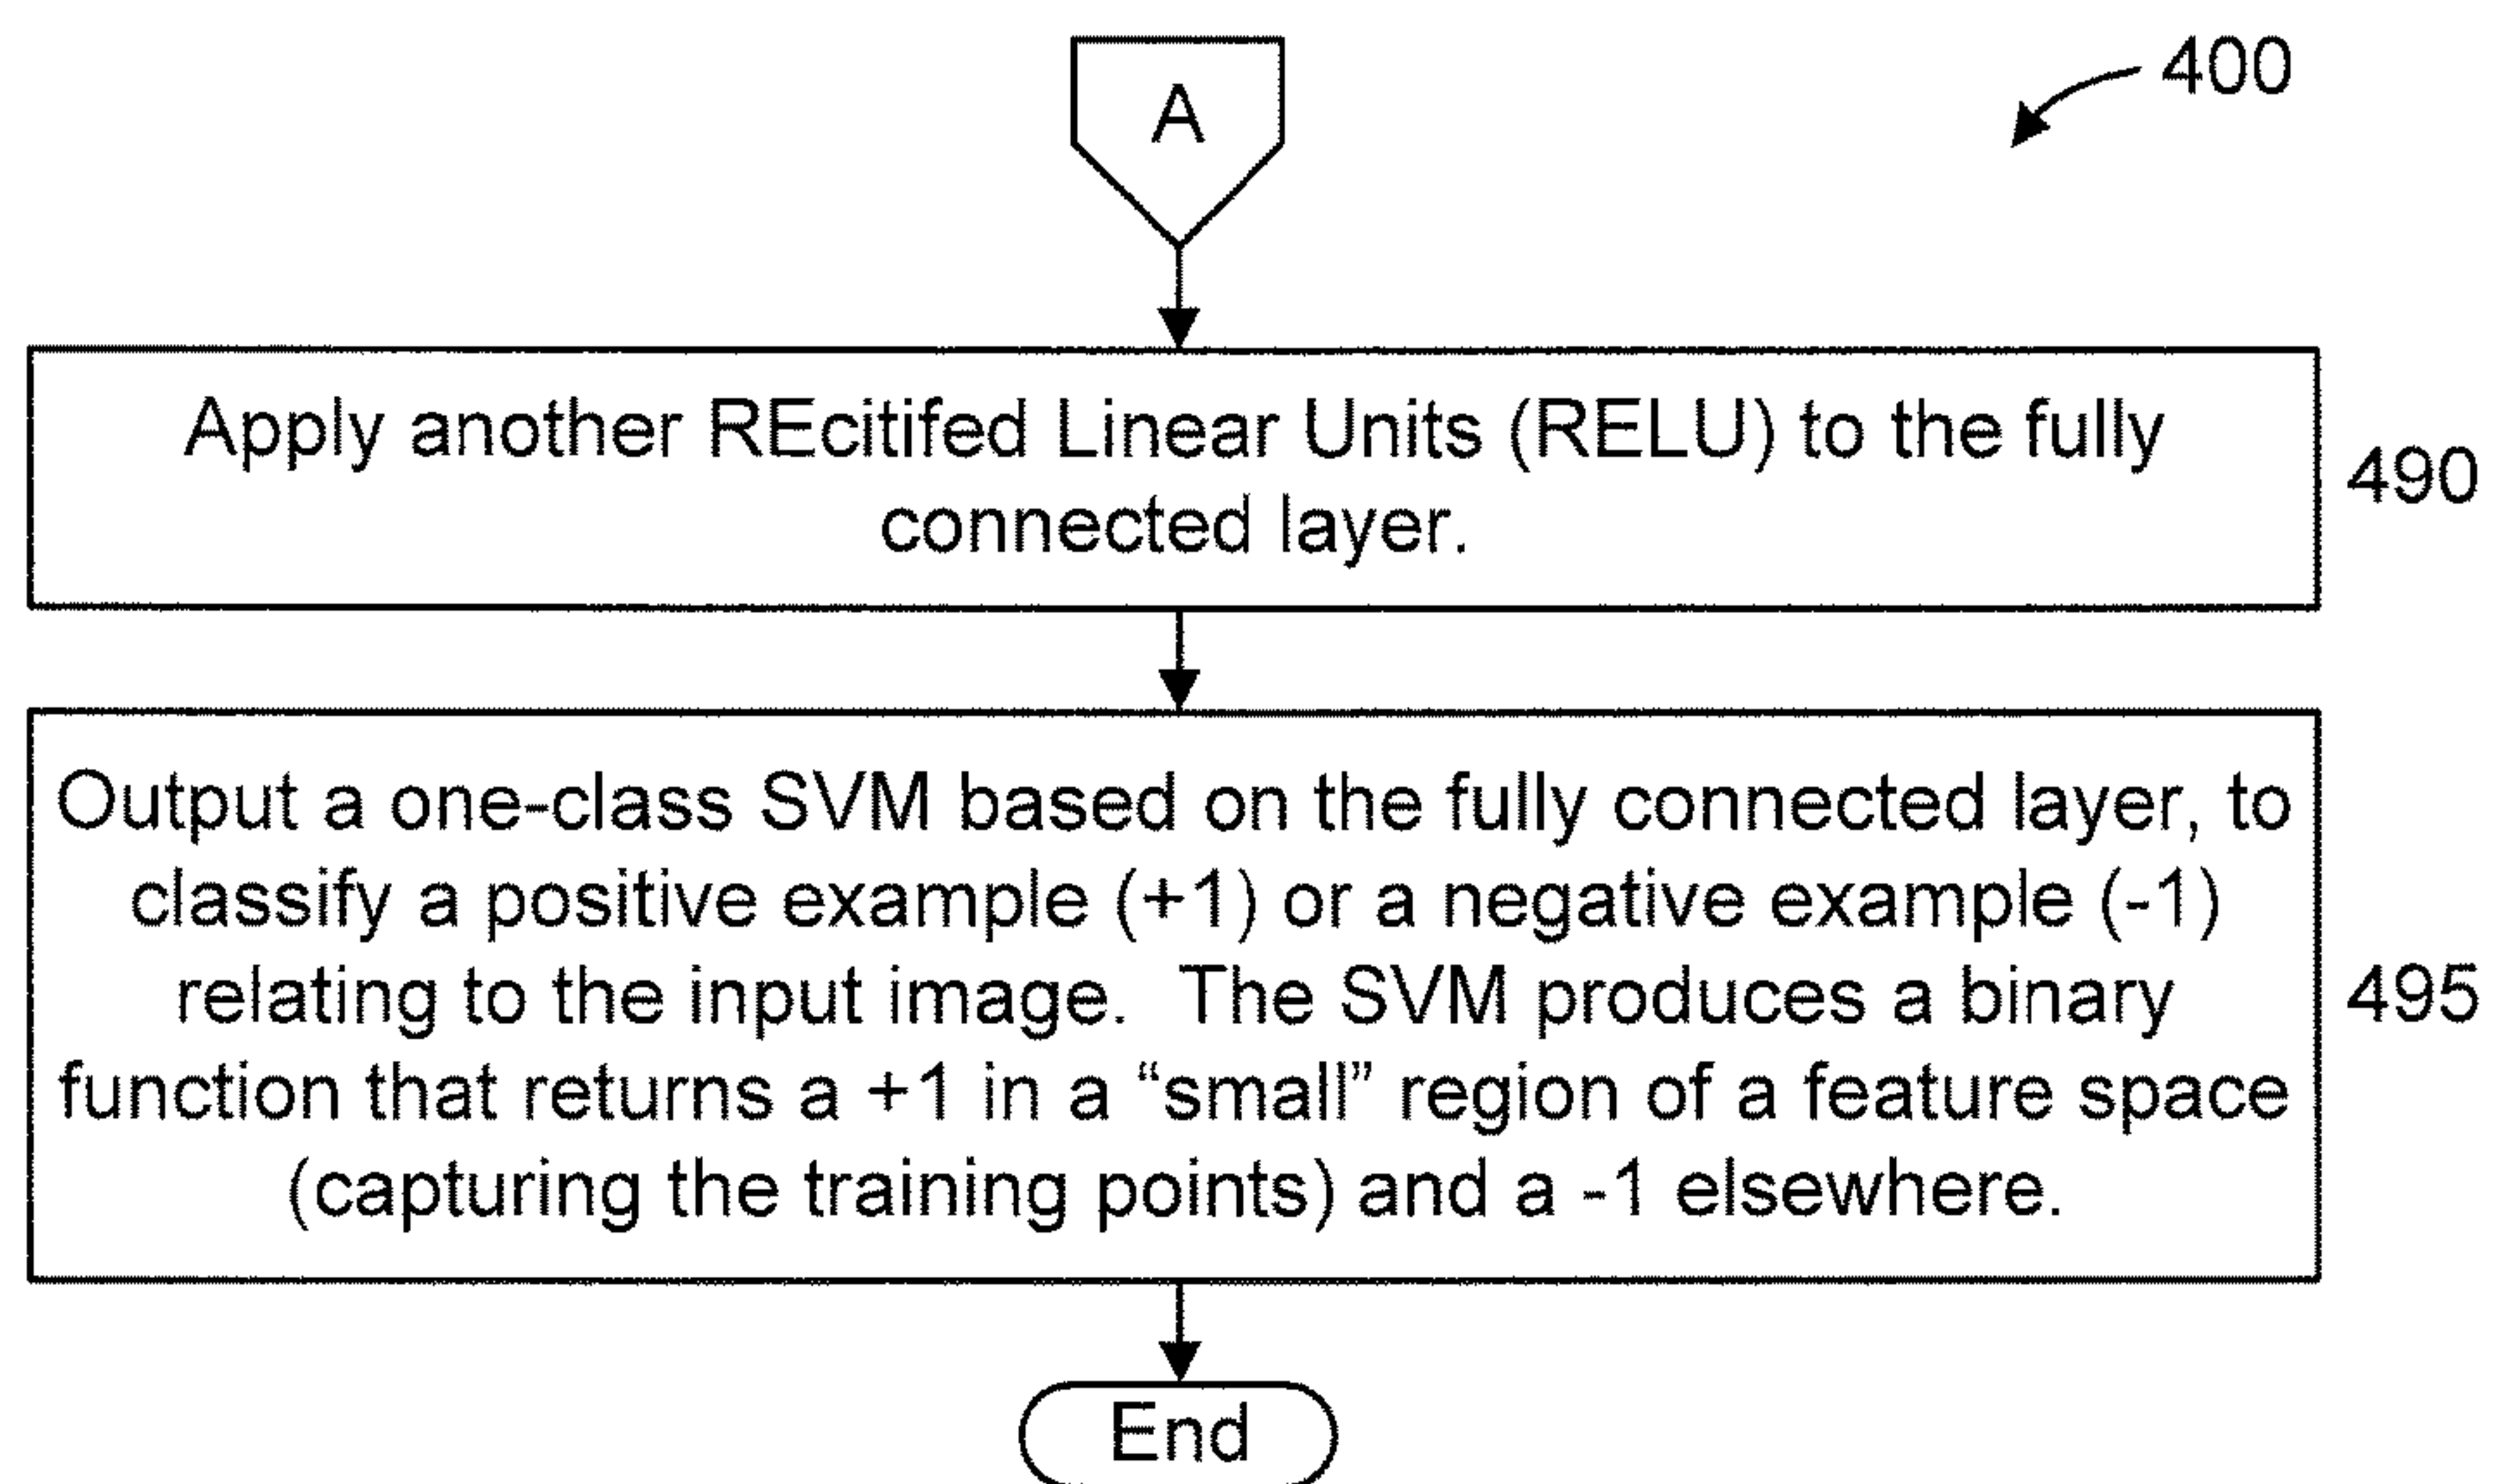 A
400
Apply another REcitifed Linear Units (RELU) to the fully
connected layer.
490
Output a one-class SVM based on the fully connected layer, to
classify a positive example (+1) or a negative example (-1)
relating to the input image.  The SVM produces a binary
function that returns a +1 in a “small” region of a feature space
(capturing the training points) and a -1 elsewhere.
495
End